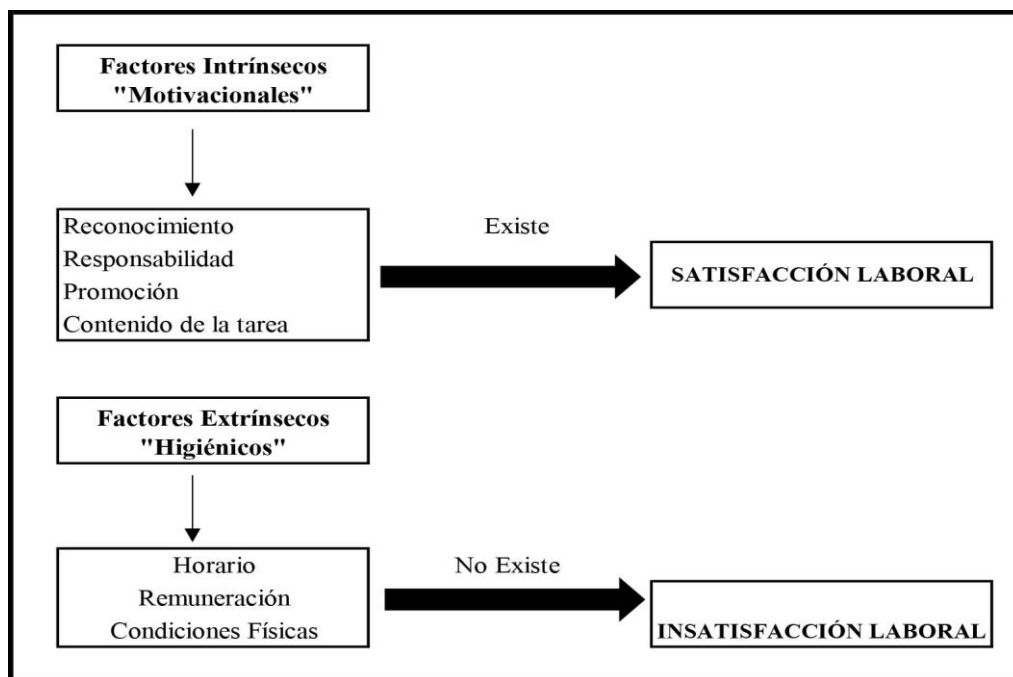 Factores Intrínsecos
"Motivacionales"
Reconocimiento
Responsabilidad
Promoción
Contenido de la tarea
Existe
SATISFACCIÓN LABORAL
Factores Extrínsecos
"Higiénicos"
Horario
Remuneración
Condiciones Físicas
No Existe
INSATISFACCIÓN LABORAL